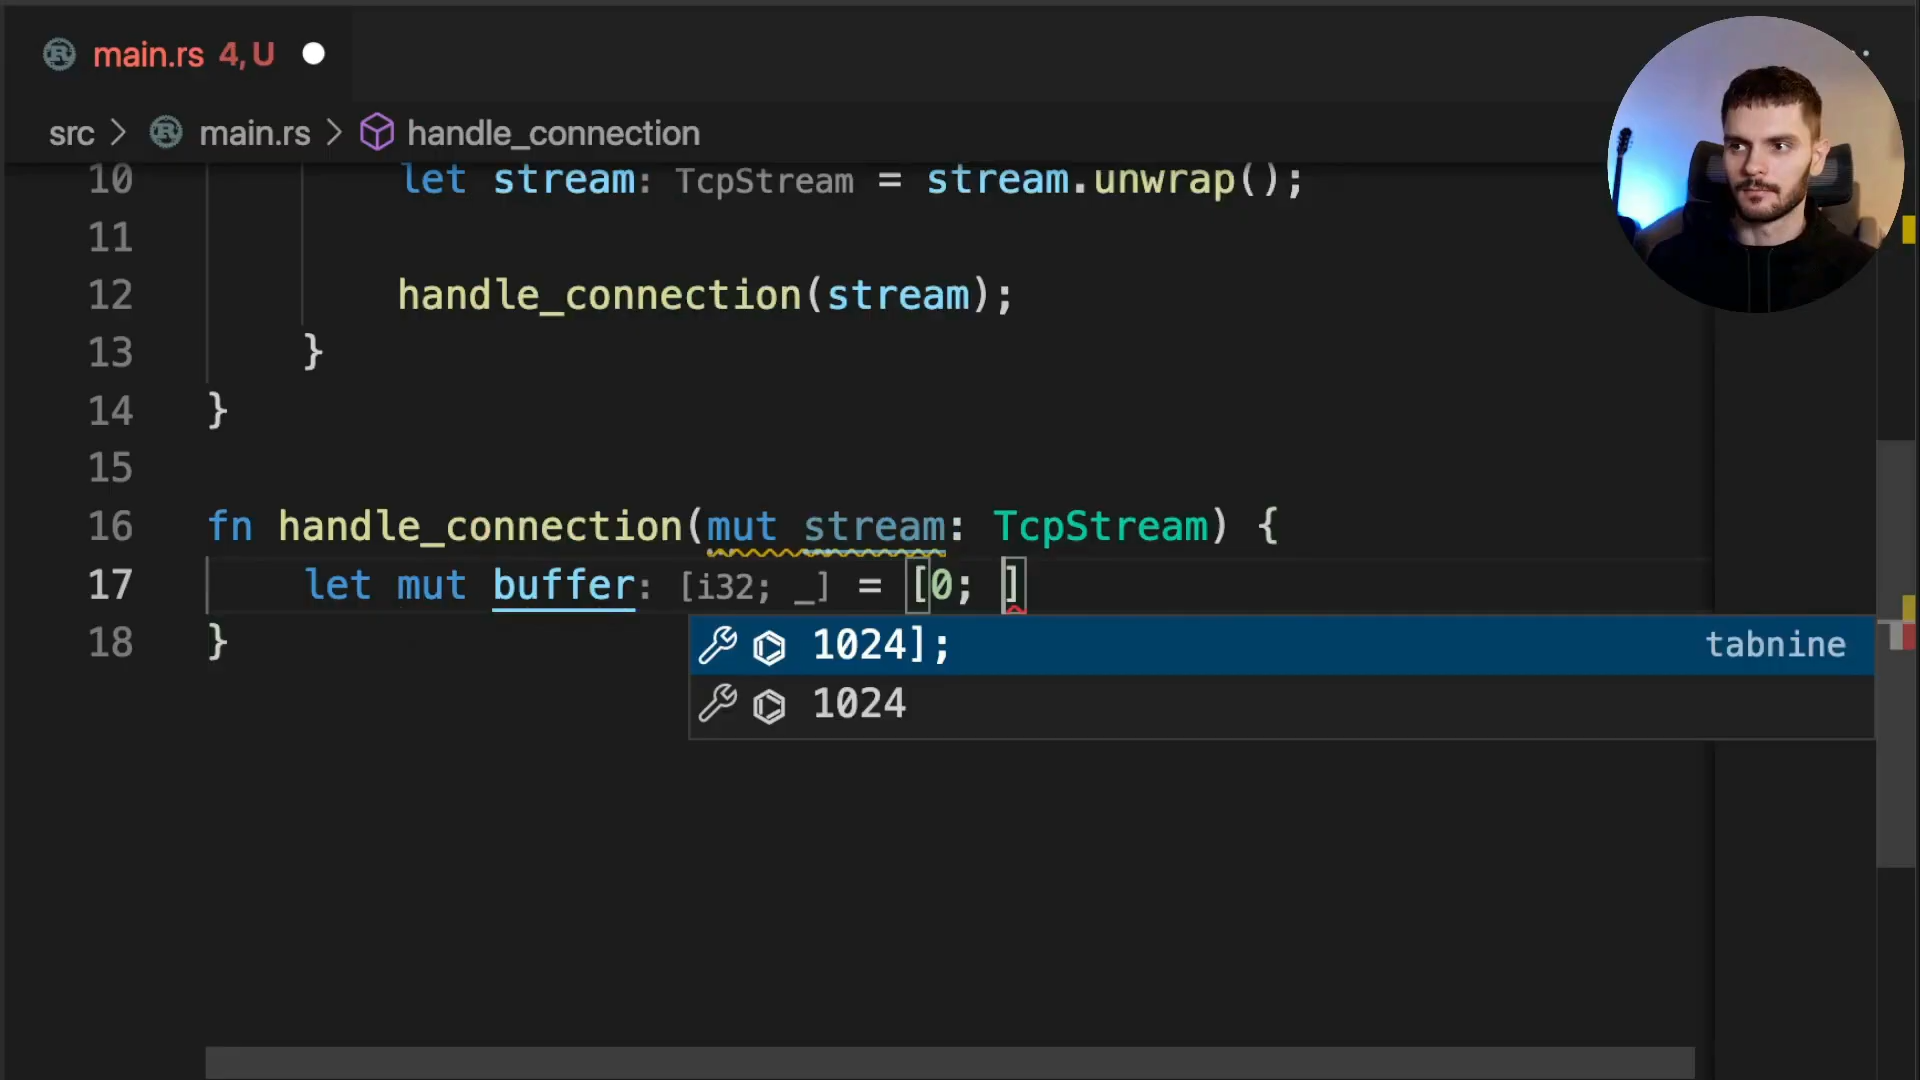 main.rs 4, U
src > main.rs > handle_connection
10 let stream: TcpStream = stream.unwrap();
11
12 handle_connection(stream);
13 }
14 }
15
16 fn handle_connection(mut stream: TcpStream) {
17 let mut buffer: [i32; _] = [0; ]
1024]; tabnine
18 }
1024